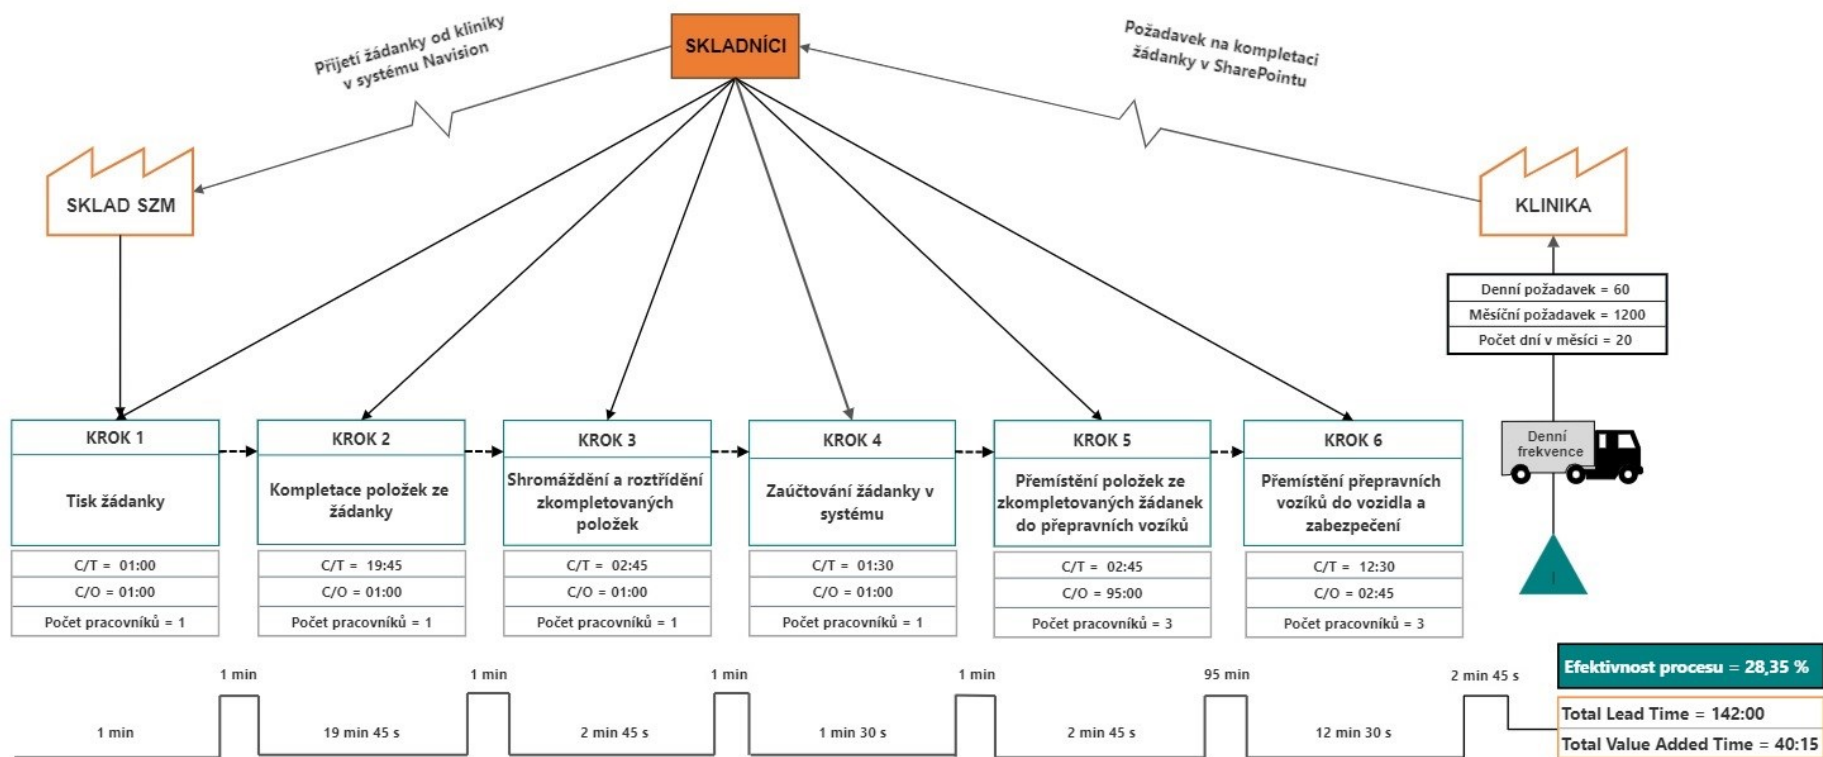 Přijetí žádanky od kliniky
v systému Navision
SKLADNÍCI
Požadavek na kompletaci
žádanky v SharePointu
SKLAD SZM
KLINIKA
Denní požadavek = 60
Měsíční požadavek = 1200
Počet dní v měsíci = 20
Denní
frekvence
I
KROK 1
Tisk žádanky
C/T = 01:00
C/O = 01:00
Počet pracovníků = 1
KROK 2
Kompletace položek ze
žádanky
C/T = 19:45
C/O = 01:00
Počet pracovníků = 1
KROK 3
Shromáždění a roztřídění
zkompletovaných
položek
C/T = 02:45
C/O = 01:00
Počet pracovníků = 1
KROK 4
Zaúčtování žádanky v
systému
C/T = 01:30
C/O = 01:00
Počet pracovníků = 1
KROK 5
Přemístění položek ze
zkompletovaných žádanek
do přepravních vozíků
C/T = 02:45
C/O = 95:00
Počet pracovníků = 3
KROK 6
Přemístění přepravních
vozíků do vozidla a
zabezpečení
C/T = 12:30
C/O = 02:45
Počet pracovníků = 3
1 min
1 min
19 min 45 s
1 min
2 min 45 s
1 min
1 min 30 s
1 min
2 min 45 s
95 min
12 min 30 s
2 min 45 s
Efektivnost procesu = 28,35 %
Total Lead Time = 142:00
Total Value Added Time = 40:15